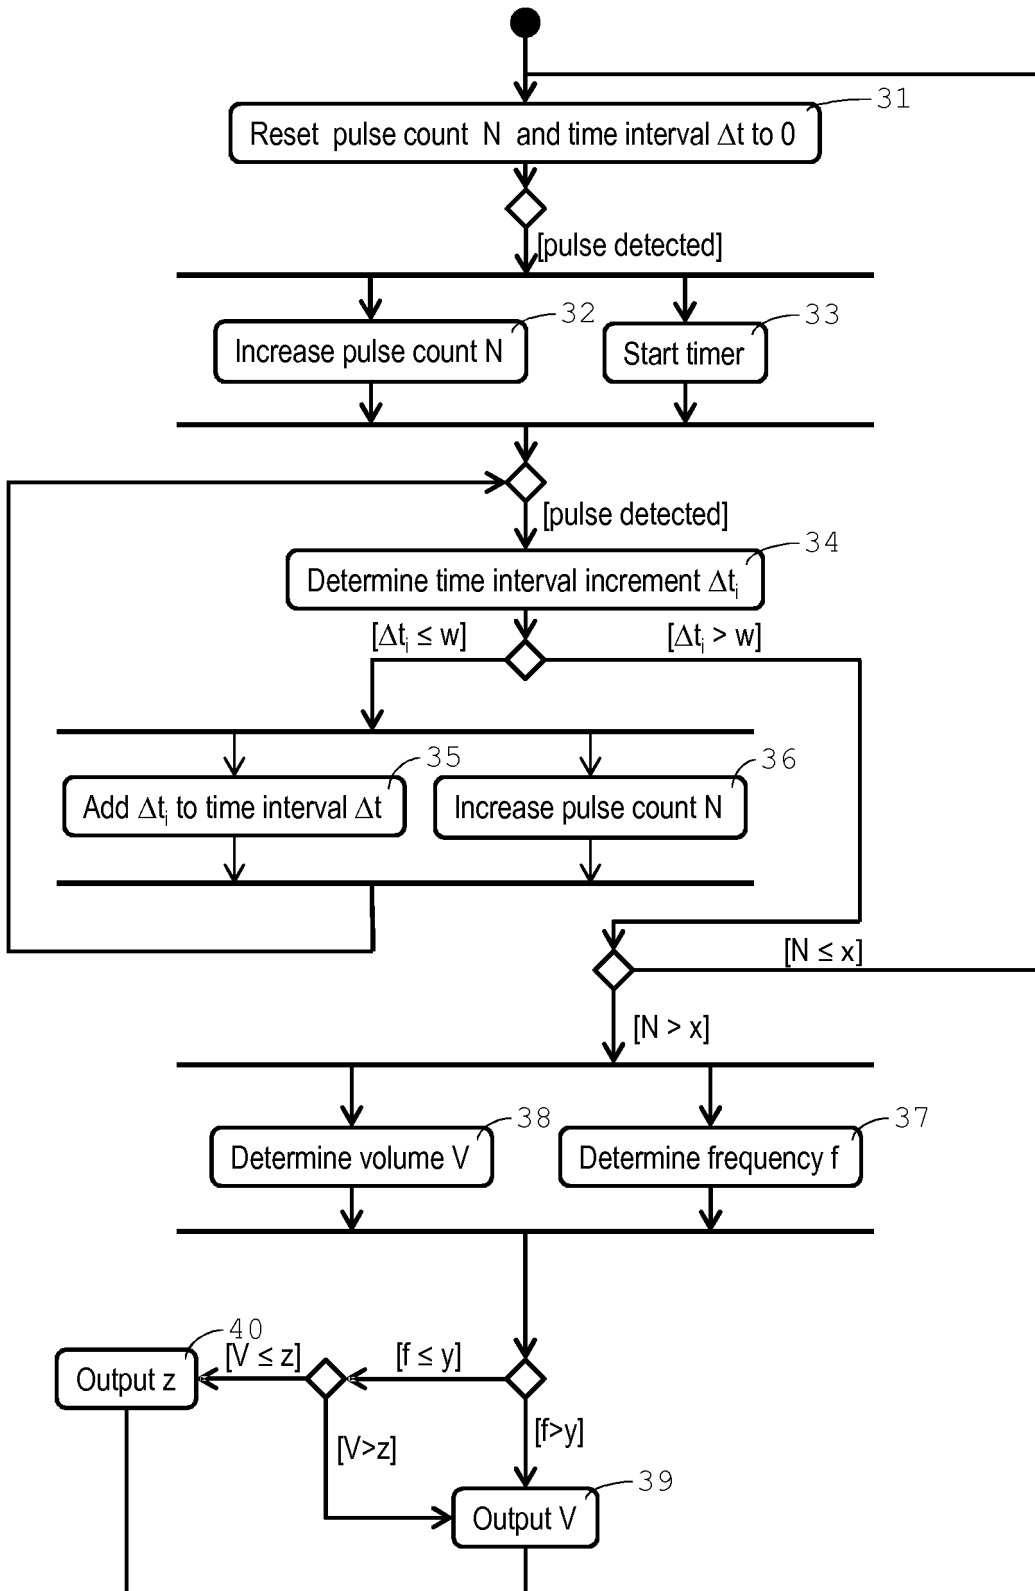 31
Reset pulse count N and time interval Δt to 0
[pulse detected]
32
33
Increase pulse count N
Start timer
[pulse detected]
34
Determine time interval increment Δti
[Δti ≤ w]
[Δti > w]
35
36
Add Δti to time interval Δt
Increase pulse count N
[N ≤ x]
[N > x]
38
37
Determine volume V
Determine frequency f
40
[V ≤ z]
[f ≤ y]
Output z
[f>y]
[V>z]
39
Output V